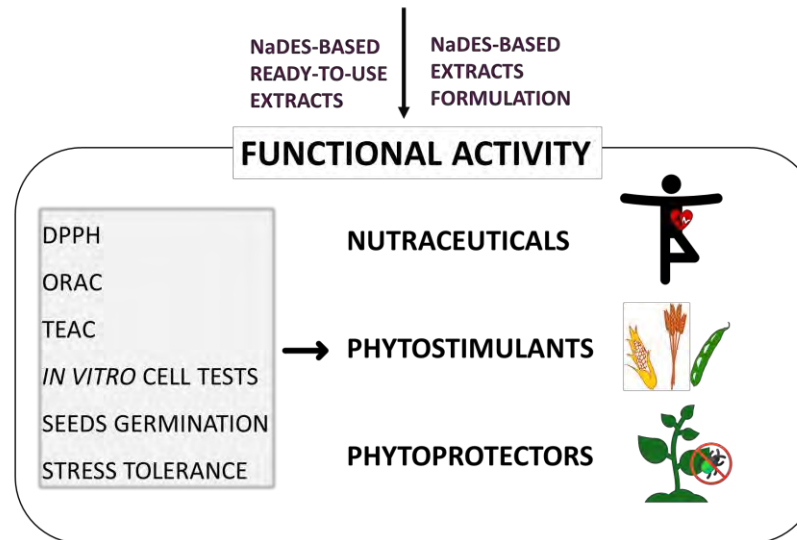 NaDES-BASED
READY-TO-USE
EXTRACTS
NaDES-BASED
EXTRACTS
FORMULATION
FUNCTIONAL ACTIVITY
DPPH
ORAC
TEAC
IN VITRO CELL TESTS
SEEDS GERMINATION
STRESS TOLERANCE
NUTRACEUTICALS
PHYTOSTIMULANTS
PHYTOPROTECTORS